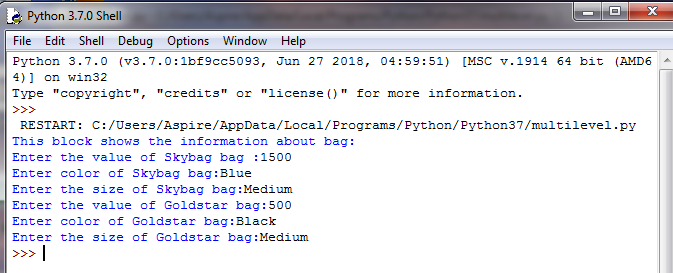 Python 3.7.0 Shell
File Edit Shell Debug Options Window Help
Python 3.7.0 (v3.7.0:1bf9cc5093, Jun 27 2018, 04:59:51) [MSC v.1914 64 bit (AMD6
4)] on win32
Type "copyright", "credits" or "license()" for more information.
>>>
RESTART: C:/Users/Aspire/AppData/Local/Programs/Python/Python37/multilevel.py
This block shows the information about bag:
Enter the value of Skybag bag :1500
Enter color of Skybag bag:Blue
Enter the size of Skybag bag:Medium
Enter the value of Goldstar bag:500
Enter color of Goldstar bag:Black
Enter the size of Goldstar bag:Medium
>>>